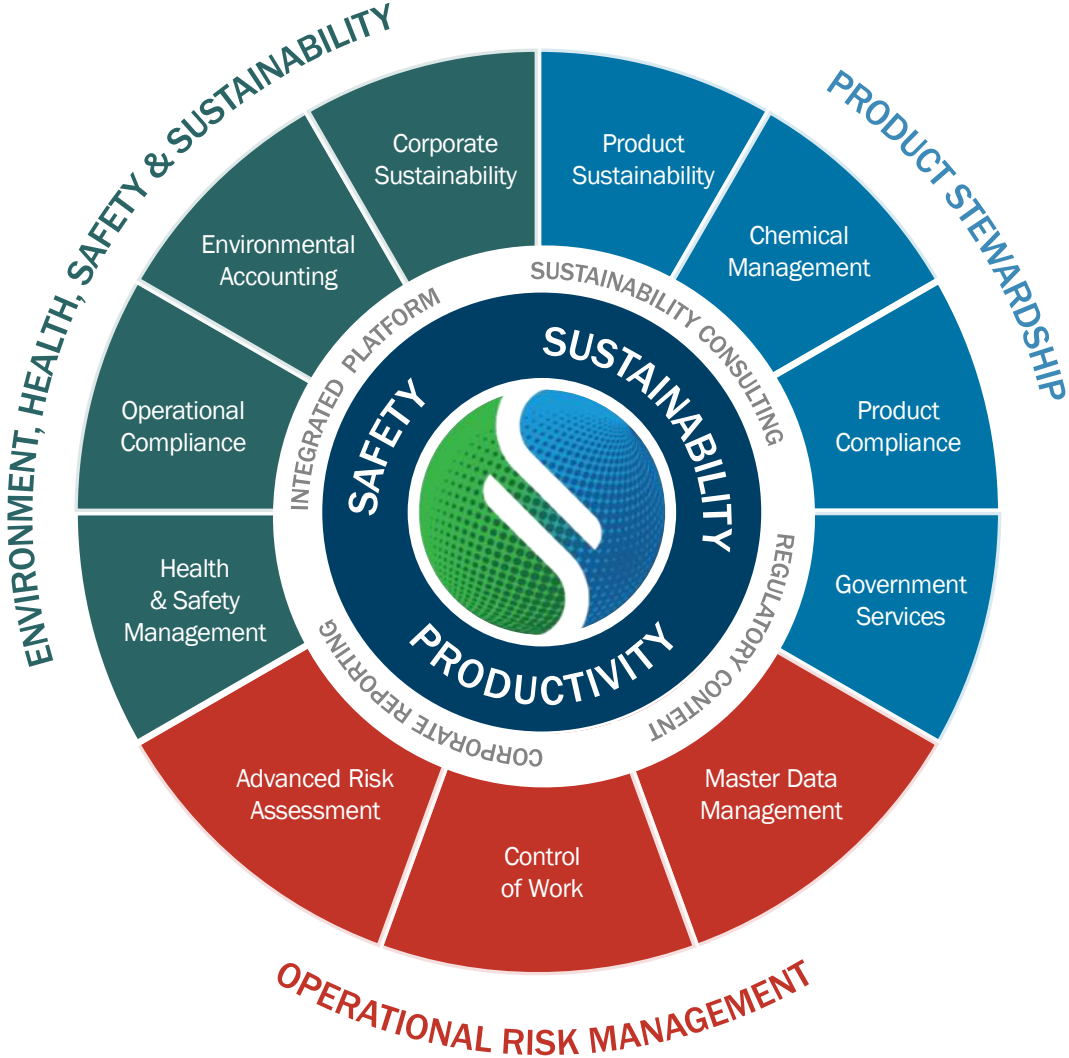 ENVIRONMENT, HEALTH, SAFETY & SUSTAINABILITY
PRODUCT STEWARDSHIP
OPERATIONAL RISK MANAGEMENT
Corporate
Sustainability
Product
Sustainability
Environmental
Accounting
Chemical
Management
Operational
Compliance
Product
Compliance
Health
& Safety
Management
Government
Services
Advanced Risk
Assessment
Control
of Work
Master Data
Management
INTEGRATED PLATFORM
SUSTAINABILITY CONSULTING
REGULATORY CONTENT
CORPORATE REPORTING
SAFETY
SUSTAINABILITY
PRODUCTIVITY